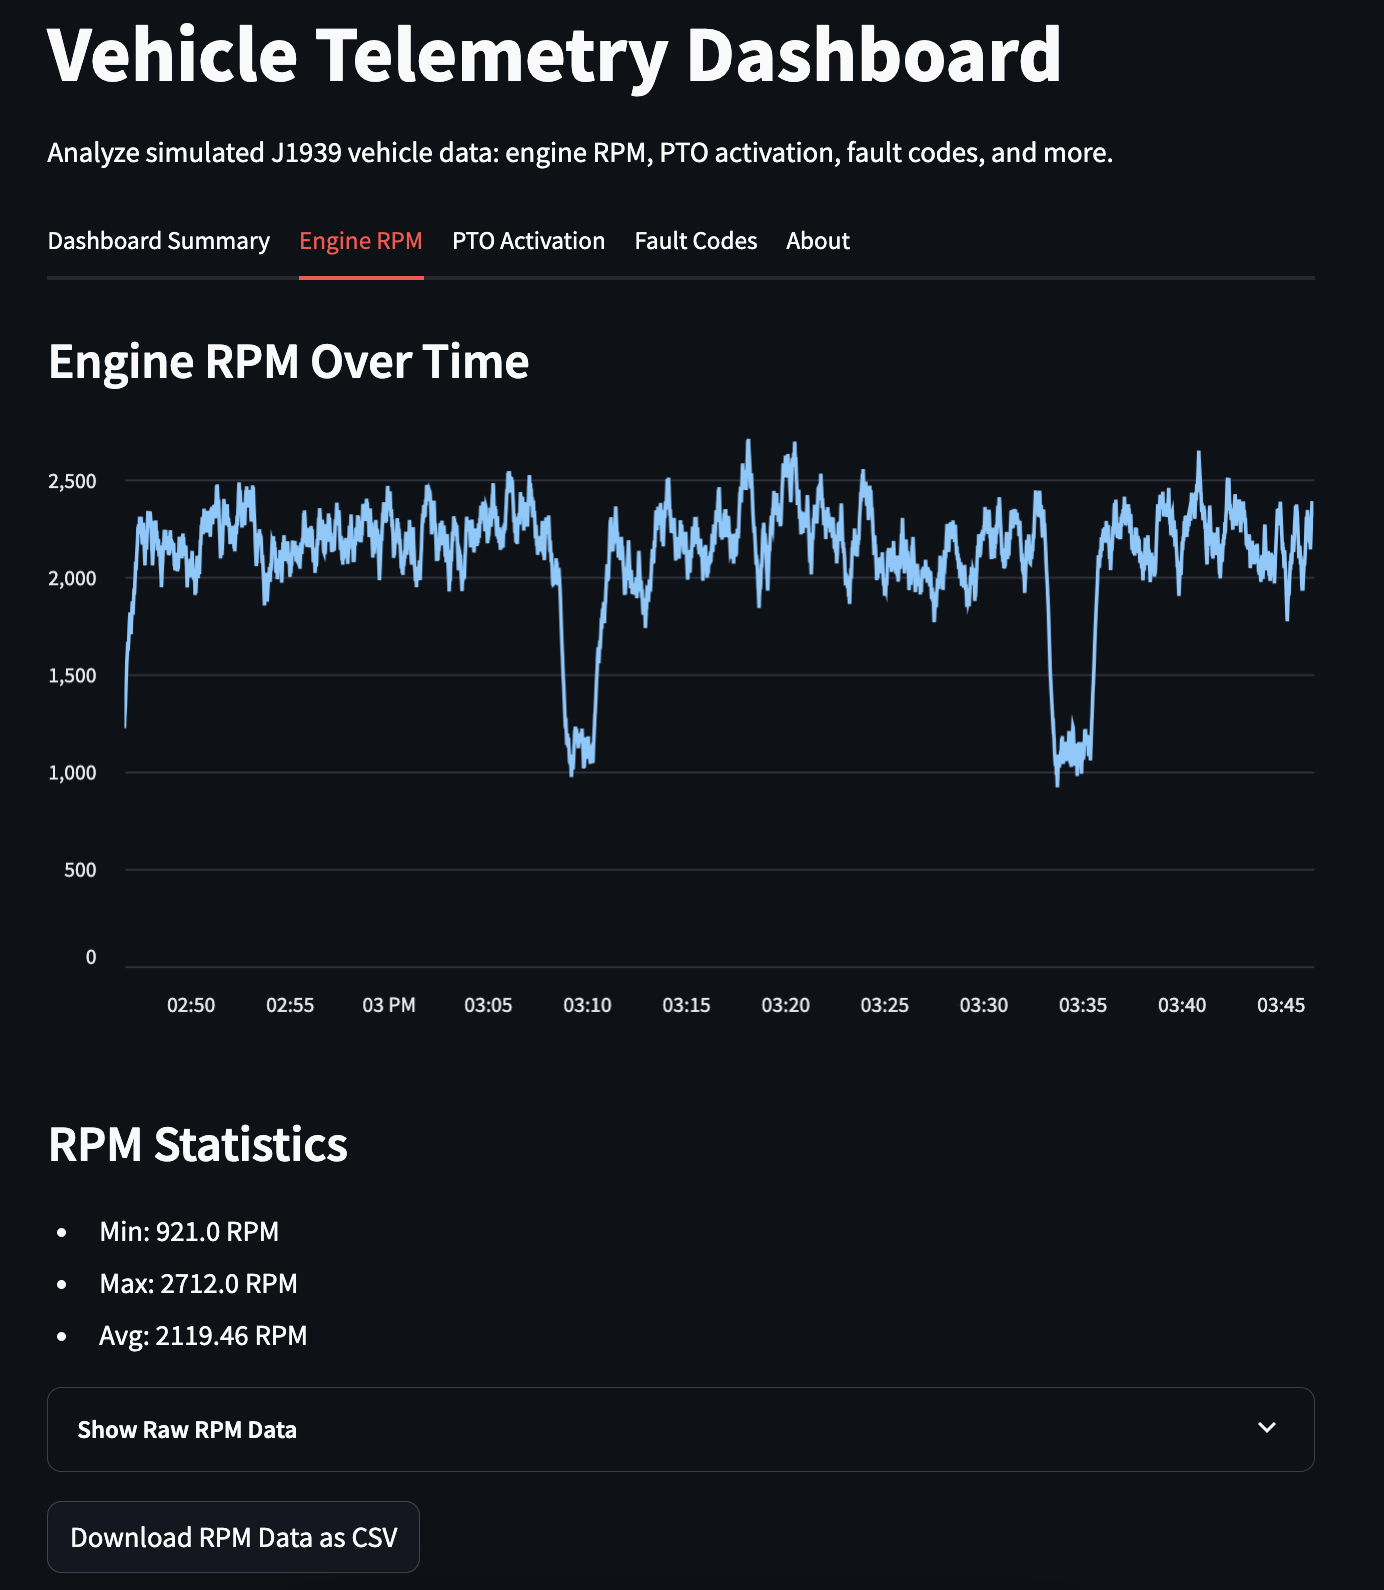 Vehicle Telemetry Dashboard
Analyze simulated J1939 vehicle data: engine RPM, PTO activation, fault codes, and more.
Dashboard Summary Engine RPM PTO Activation Fault Codes About
Engine RPM Over Time
2,500
2,000
1,500
1,000
500
0
02:50 02:55 03 PM 03:05 03:10 03:15 03:20 03:25 03:30 03:35 03:40 03:45
RPM Statistics
• Min: 921.0 RPM
• Max: 2712.0 RPM
• Avg: 2119.46 RPM
Show Raw RPM Data
Download RPM Data as CSV